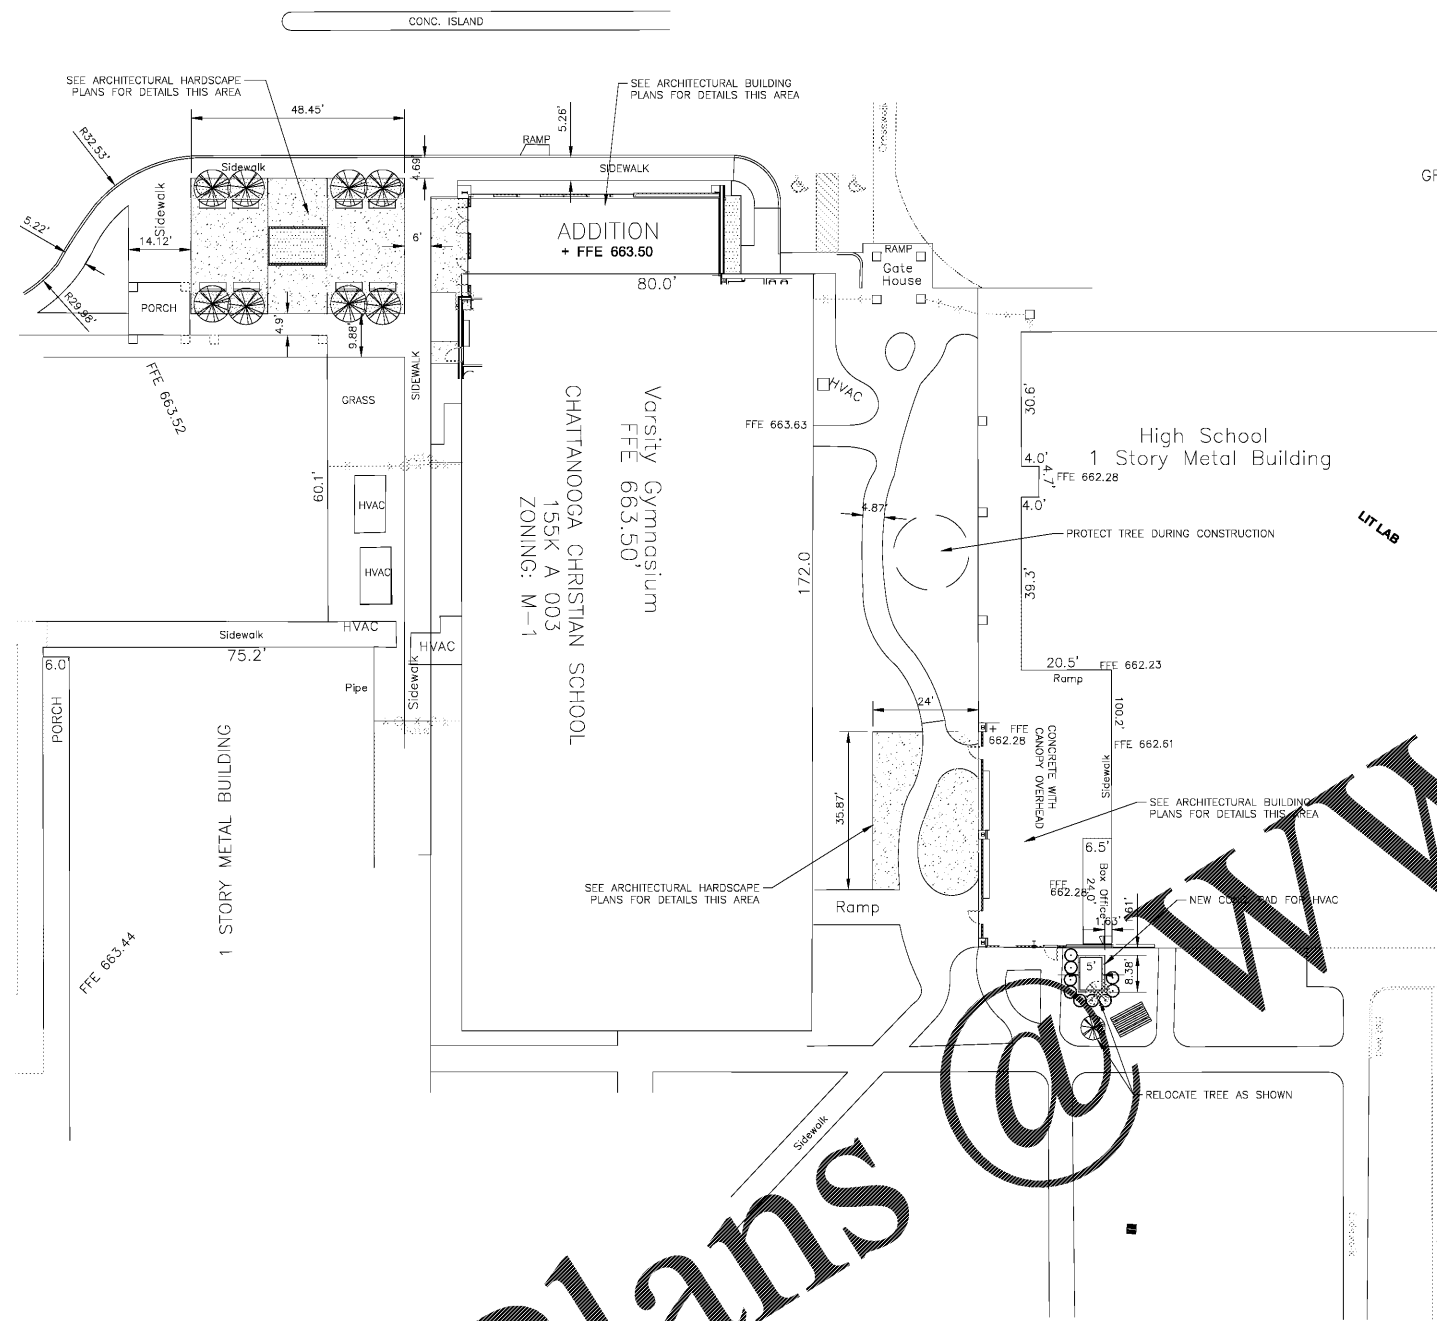 CONC. ISLAND
SEE ARCHITECTURAL HARDSCAPE
PLANS FOR DETAILS THIS AREA
SEE ARCHITECTURAL BUILDING
PLANS FOR DETAILS THIS AREA
48.45'
5.26'
R32.53'
RAMP
Sidewalk
4.69'
SIDEWALK
Sidewalk
5.22'
14.12'
6'
ADDITION
+ FFE 663.50
RAMP
Gate
House
80.0'
R29.98'
PORCH
4.9'
9.88'
FFE 663.52
SIDEWALK
GRASS
HVAC
FFE 663.63
Varsity Gymnasium
FFE 663.50'
CHATTANOOGA CHRISTIAN SCHOOL
155K A 003
ZONING: M-1
30.6'
High School
1 Story Metal Building
4.0'
4.7'
FFE 662.28
4.0'
60.1'
HVAC
4.87'
LIT LAB
PROTECT TREE DURING CONSTRUCTION
HVAC
172.0
39.3'
HVAC
Sidewalk
75.2'
HVAC
6.0'
20.5'
FFE 662.23
Ramp
Pipe
Sidewalk
24'
100.2'
PORCH
+ FFE
662.28
CONCRETE WITH
CANOPY OVERHEAD
FFE 662.61
Sidewalk
1 STORY METAL BUILDING
35.87'
SEE ARCHITECTURAL BUILDING
PLANS FOR DETAILS THIS AREA
6.5'
Box Office
24.0'
SEE ARCHITECTURAL HARDSCAPE
PLANS FOR DETAILS THIS AREA
FFE
662.28
Ramp
1.63'
FFE 663.44
5'
8.38'
RELOCATE TREE AS SHOWN
Sidewalk